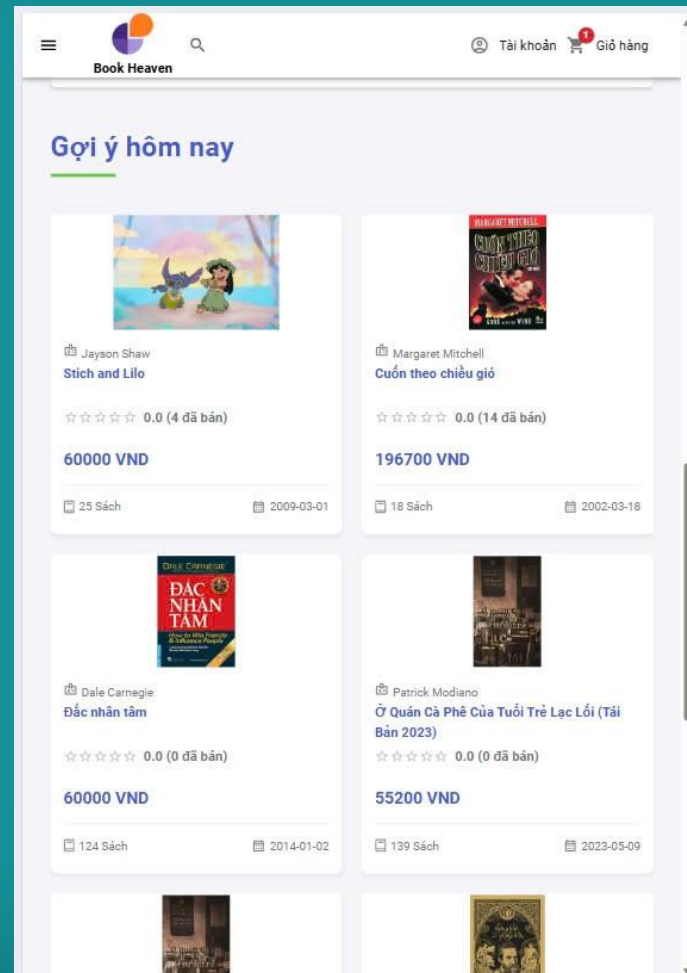 Book Heaven
Tài khoản
1
Giỏ hàng
Gợi ý hôm nay
Jayson Shaw
Stich and Lilo
0.0 (4 đã bán)
60000 VND
25 Sách
2009-03-01
MARGARET MITCHELL
CUỐN THEO
CHIỀU GIÓ
GONE WITH THE WIND
Margaret Mitchell
Cuốn theo chiều gió
0.0 (14 đã bán)
196700 VND
18 Sách
2002-03-18
DALE CARNEGIE
ĐẮC
NHÂN
TÂM
How to Win Friends
& Influence People
Dale Carnegie
Đắc nhân tâm
0.0 (0 đã bán)
60000 VND
124 Sách
2014-01-02
Patrick Modiano
Ở Quán Cà Phê Của Tuổi Trẻ Lạc Lối (Tái
Bản 2023)
0.0 (0 đã bán)
55200 VND
139 Sách
2023-05-09